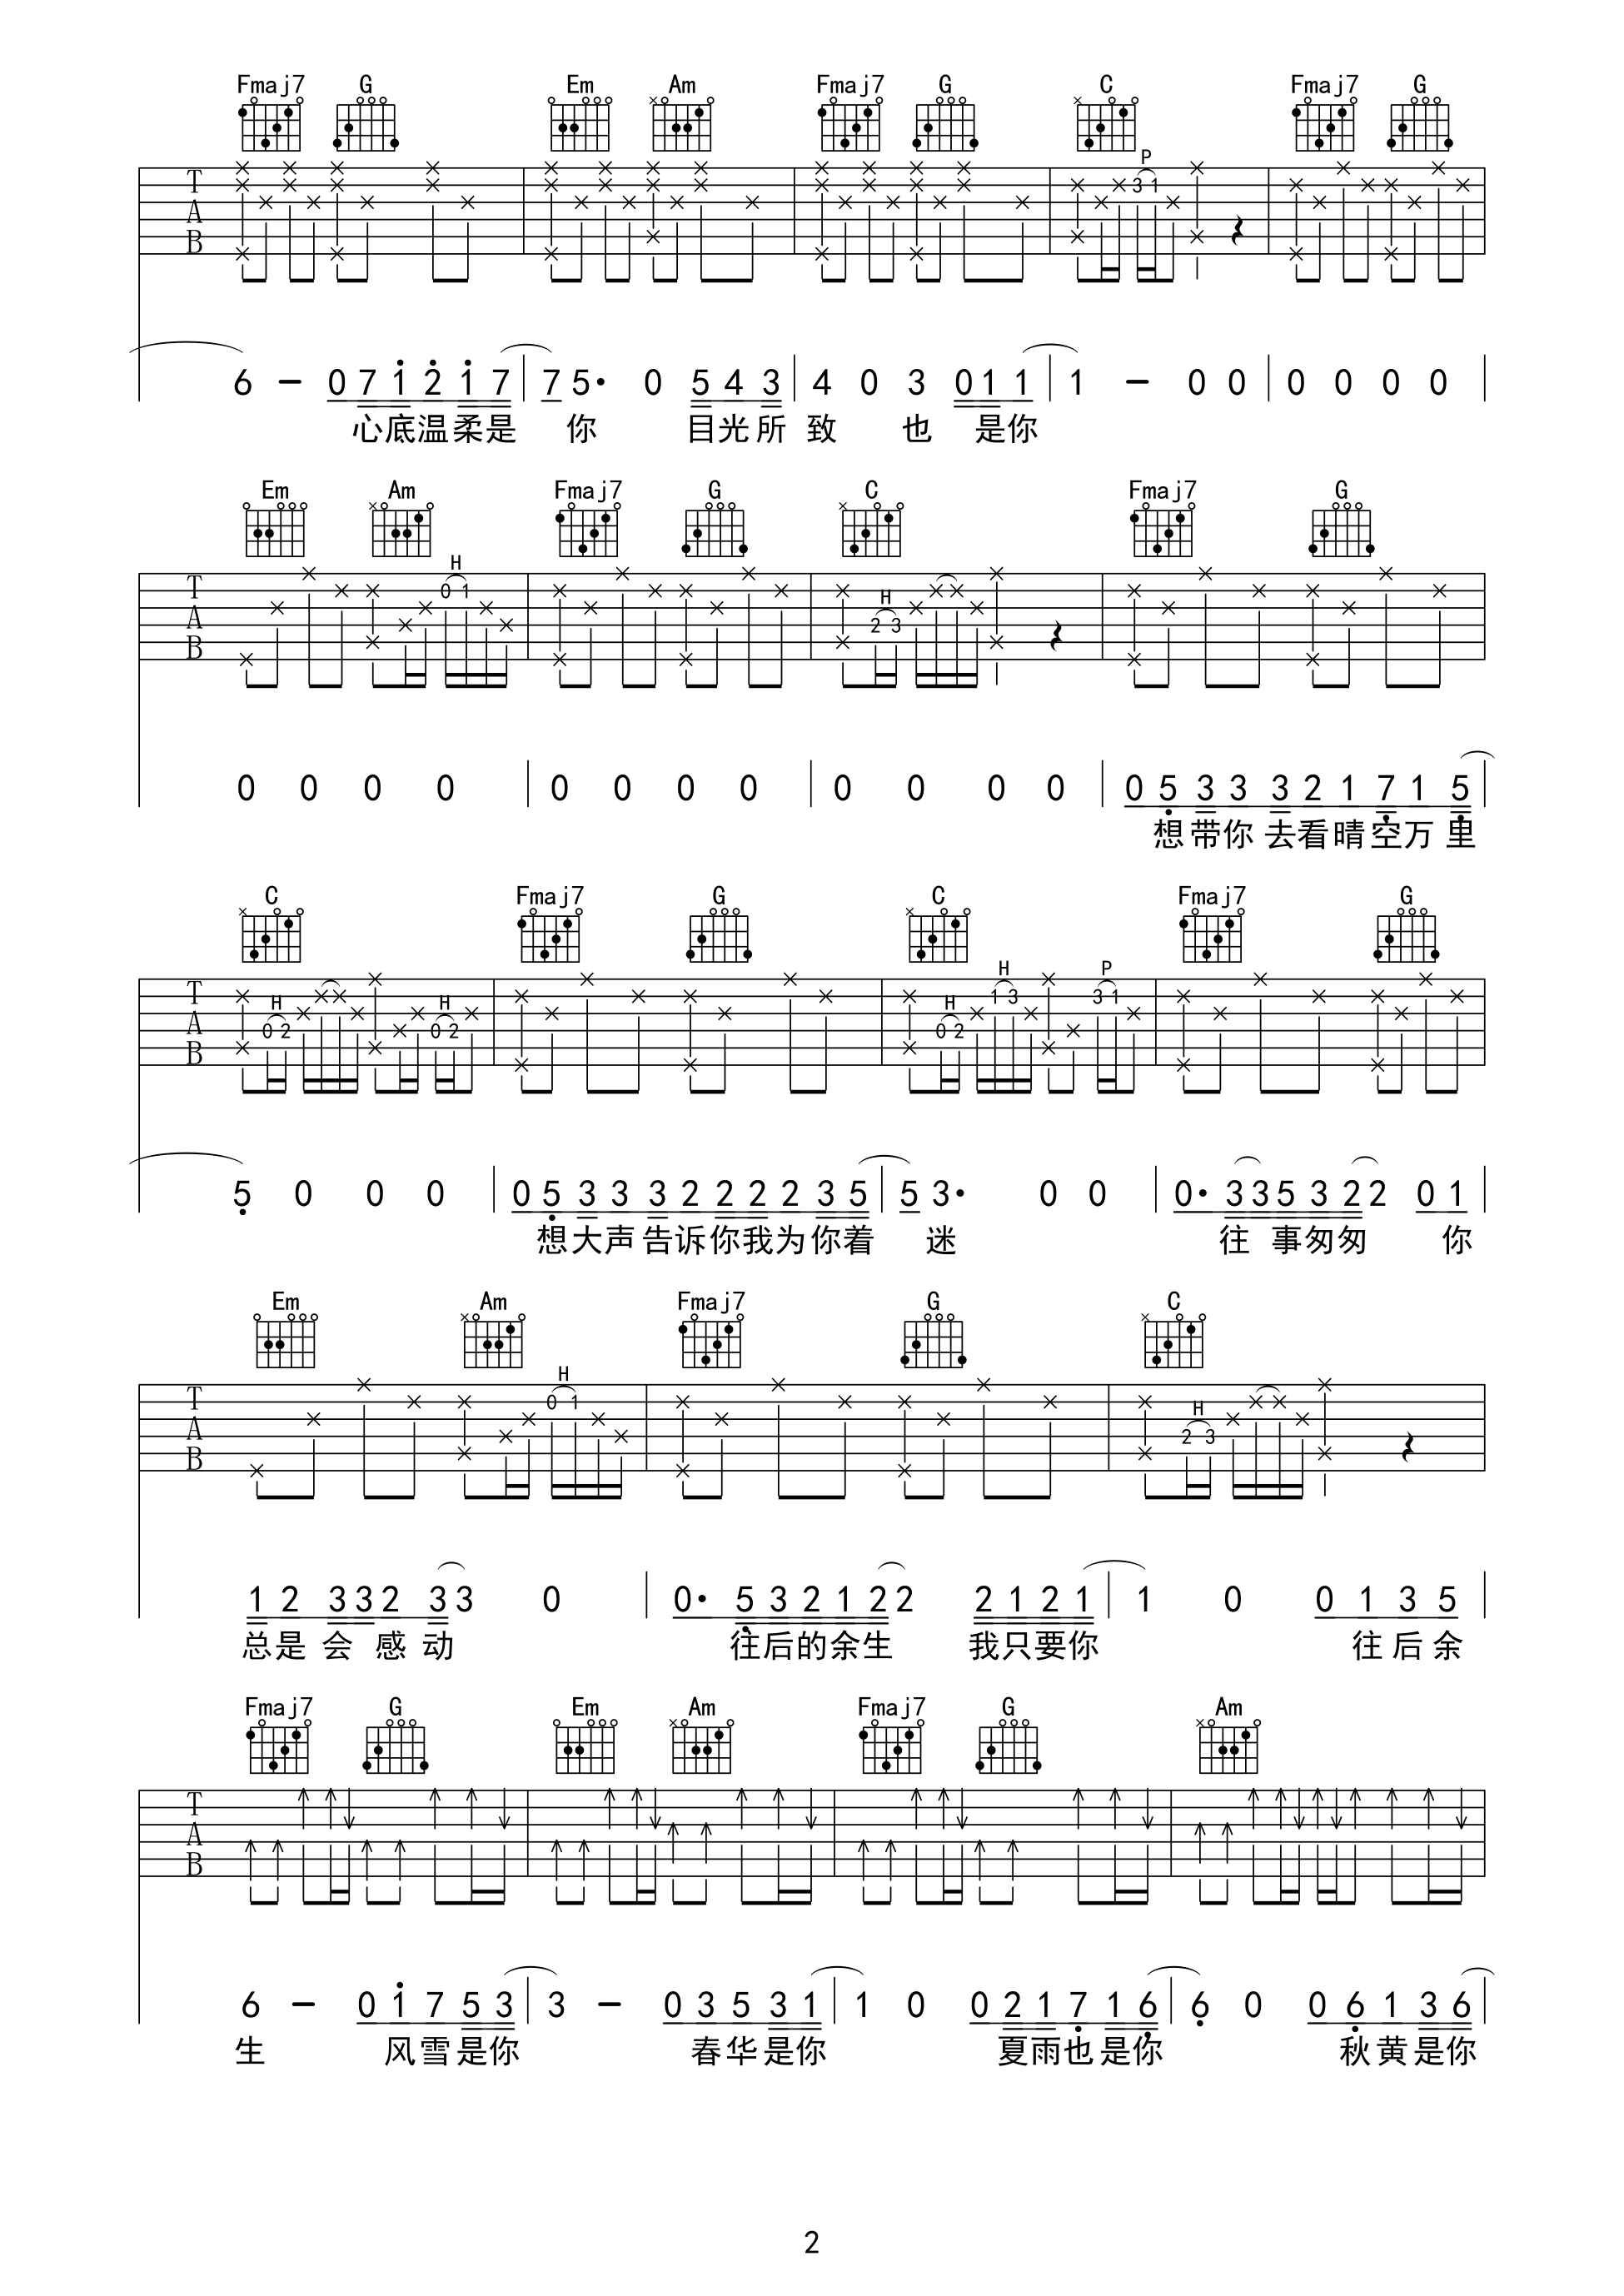 Fmaj7 G Em Am Fmaj7 G C Fmaj7 G
P
T 3 1
A
B
6 — 0 7 1 2 1 7 7 5· 0 5 4 3 4 0 3 0 1 1 1 — 0 0 0 0 0 0
心底温柔是 你 目光所 致 也 是你
Em Am Fmaj7 G C Fmaj7 G
H
T 0 1 H
A 2 3
B
0 0 0 0 0 0 0 0 0 0 0 0 0 5 3 3 3 2 1 7 1 5
想带你 去看晴空万 里
C Fmaj7 G C Fmaj7 G
H P
T H H H 1 3 3 1
A 0 2 0 2 0 2
B
5 0 0 0 0 5 3 3 3 2 2 2 2 3 5 5 3· 0 0 0· 3 3 5 3 2 2 0 1
想大声 告诉你我为你着 迷 往 事匆匆 你
Em Am Fmaj7 G C
H
T 0 1 H
A 2 3
B
1 2 3 3 2 3 3 0 0· 5 3 2 1 2 2 2 1 2 1 1 0 0 1 3 5
总是 会 感 动 往后的余生 我只要你 往后余
Fmaj7 G Em Am Fmaj7 G Am
T
A
B
6 — 0 1 7 5 3 3 — 0 3 5 3 1 1 0 0 2 1 7 1 6 6 0 0 6 1 3 6
生 风雪是你 春华是你 夏雨也是你 秋黄是你
2